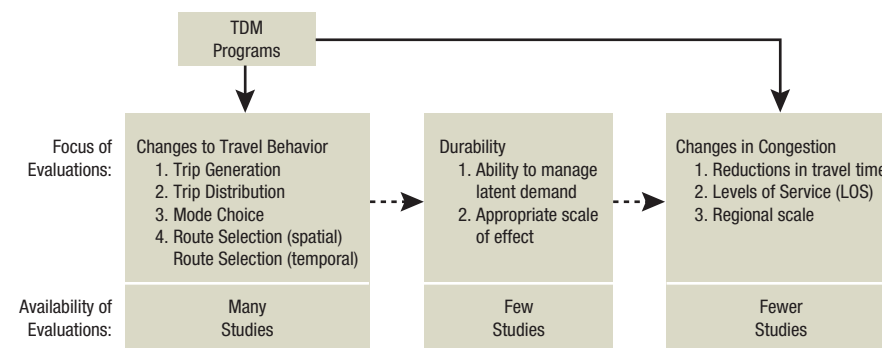 TDM
Programs
Focus of
Evaluations:
Changes to Travel Behavior
1. Trip Generation
2. Trip Distribution
3. Mode Choice
4. Route Selection (spatial)
Route Selection (temporal)
Durability
1. Ability to manage
latent demand
2. Appropriate scale
of effect
Changes in Congestion
1. Reductions in travel time
2. Levels of Service (LOS)
3. Regional scale
Availability of
Evaluations:
Many
Studies
Few
Studies
Fewer
Studies